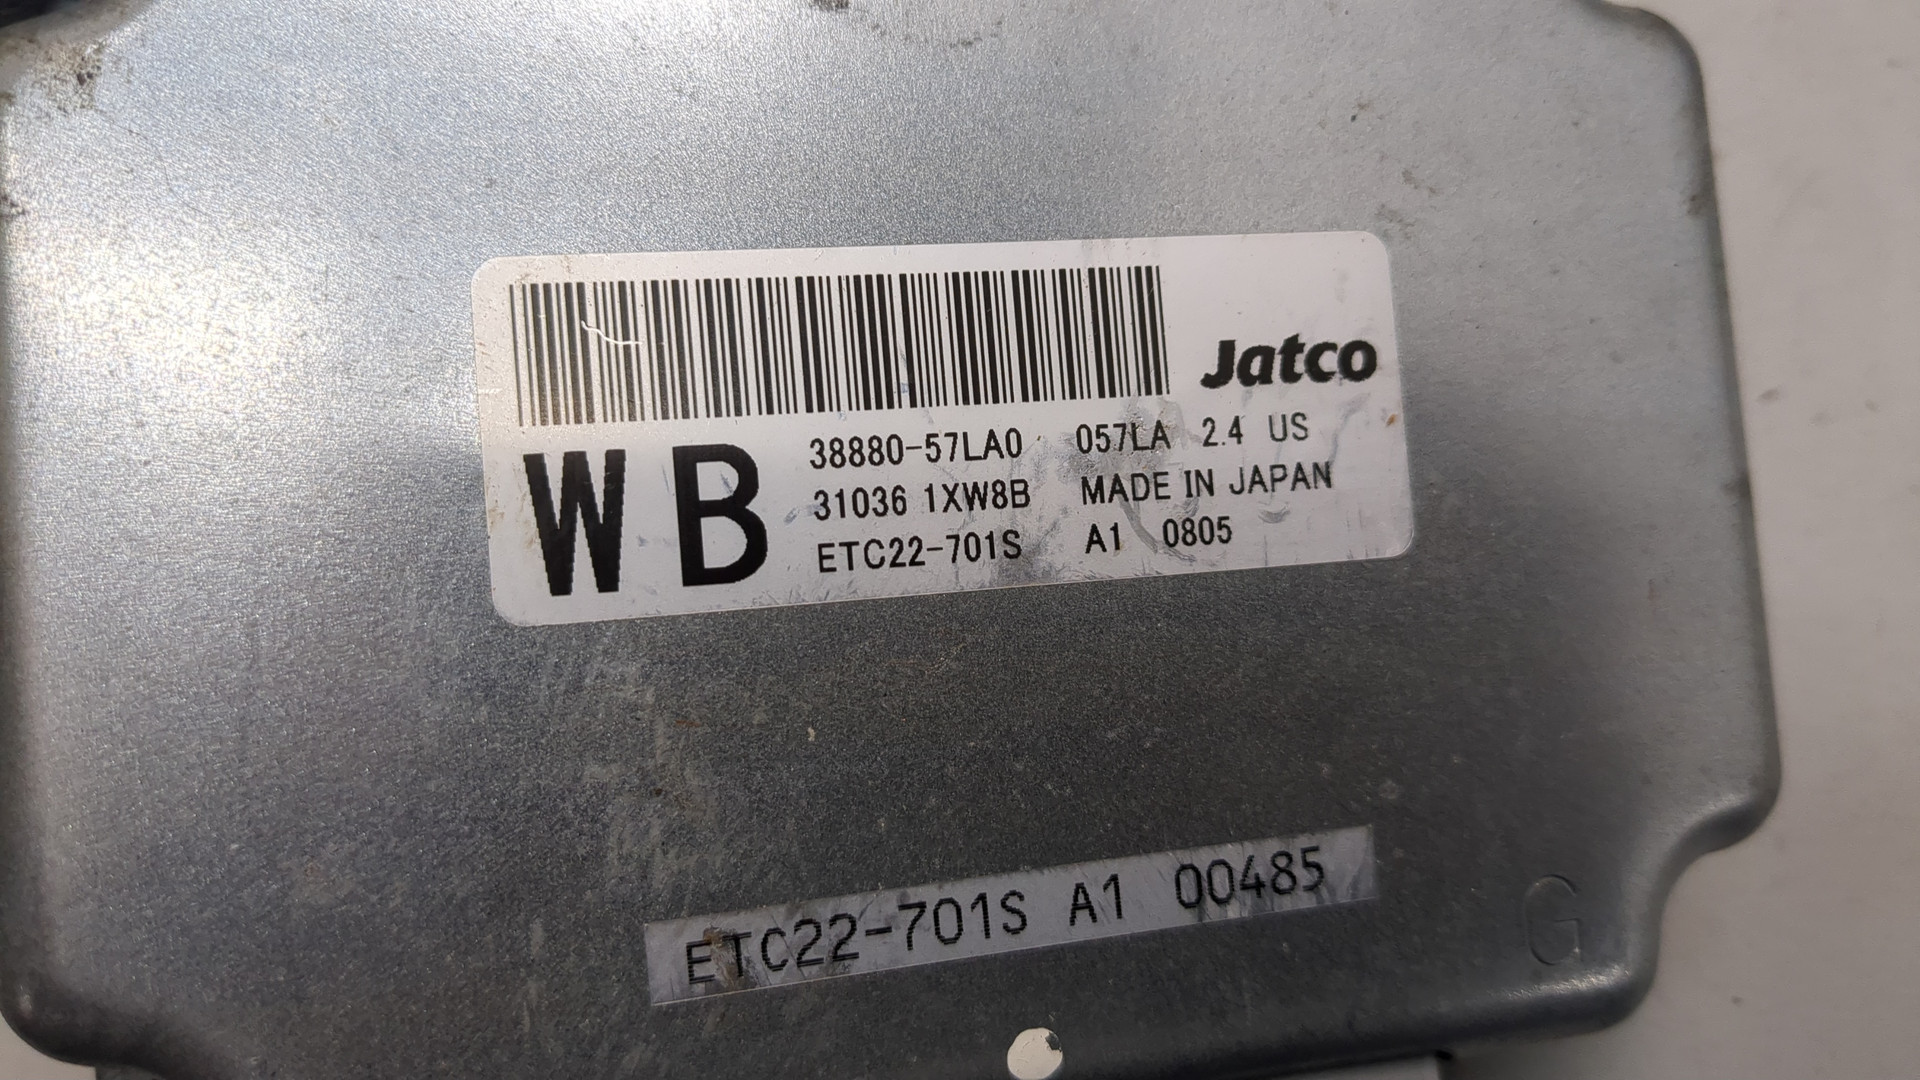 Jatco
WB
38880-57LA0 057LA 2.4 US
31036 1XW8B MADE IN JAPAN
ETC22-701S A1 0805
ETC22-701S A1 00485
G